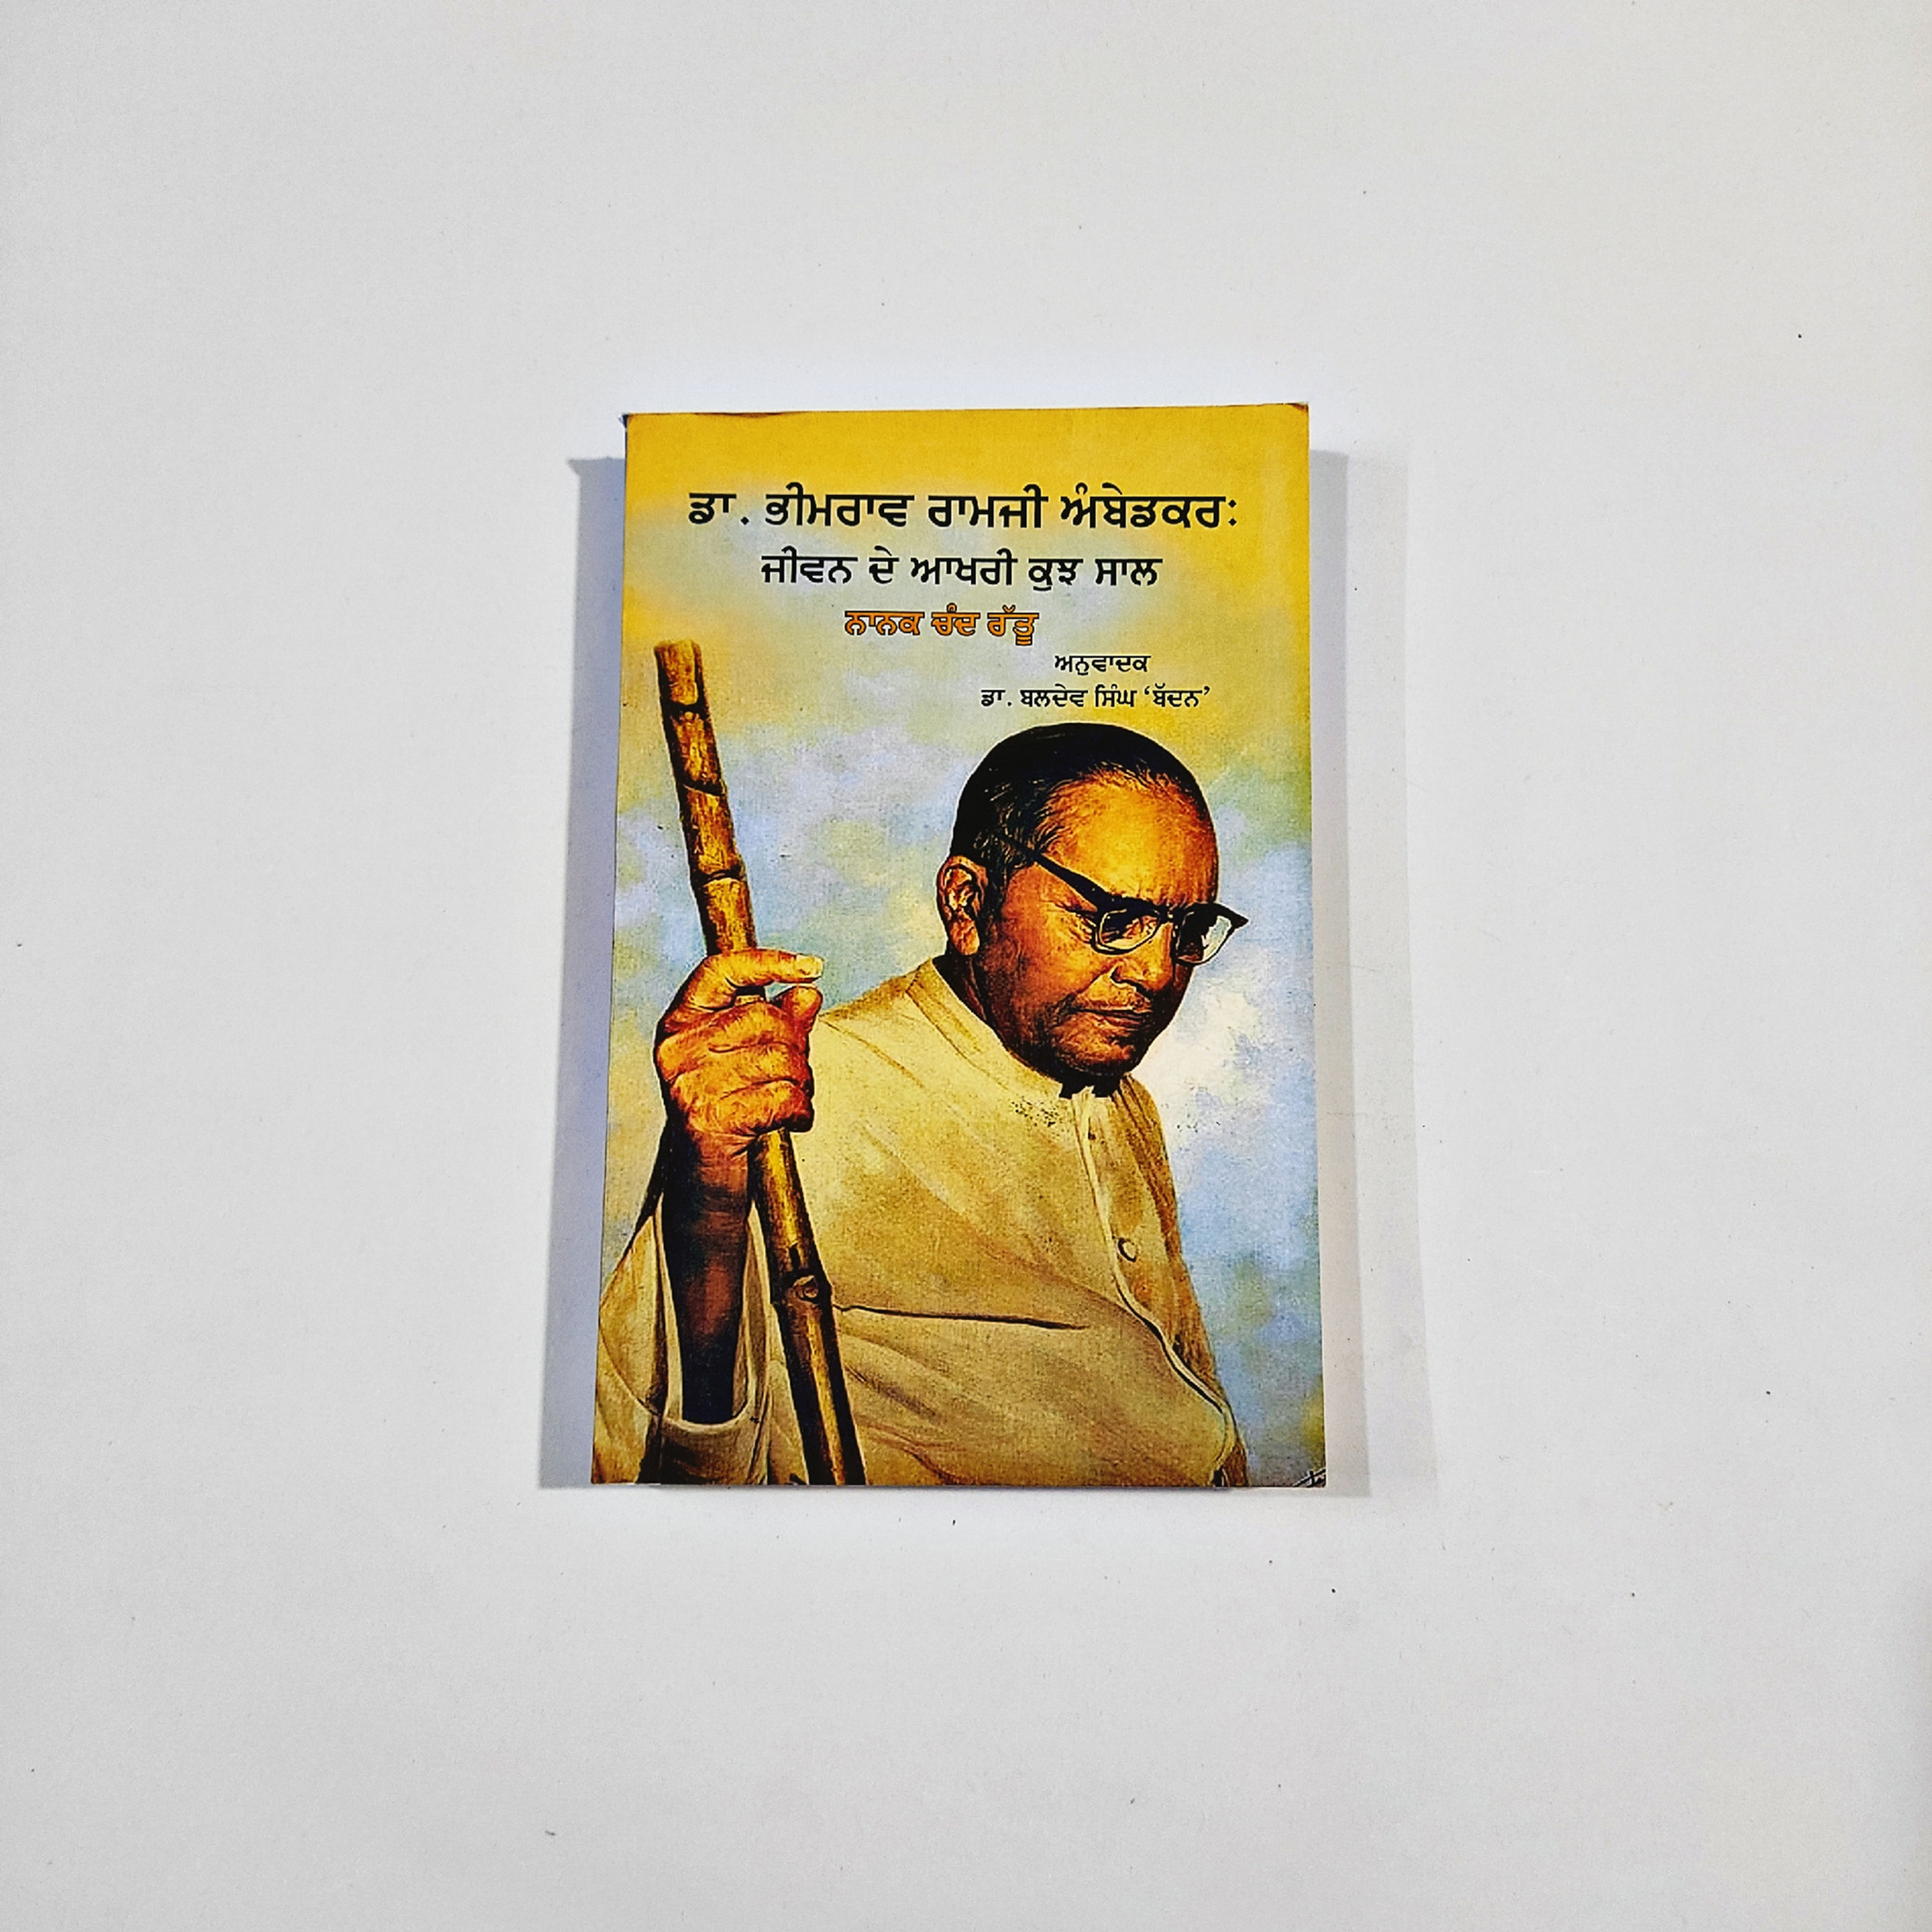 ਡਾ. ਭੀਮਰਾਵ ਰਾਮਜੀ ਅੰਬੇਡਕਰ:
ਜੀਵਨ ਦੇ ਆਖਰੀ ਕੁਝ ਸਾਲ
ਨਾਨਕ ਚੰਦ ਰੱਤੂ
ਅਨੁਵਾਦਕ
ਡਾ. ਬਲਦੇਵ ਸਿੰਘ ‘ਬੱਦਨ’